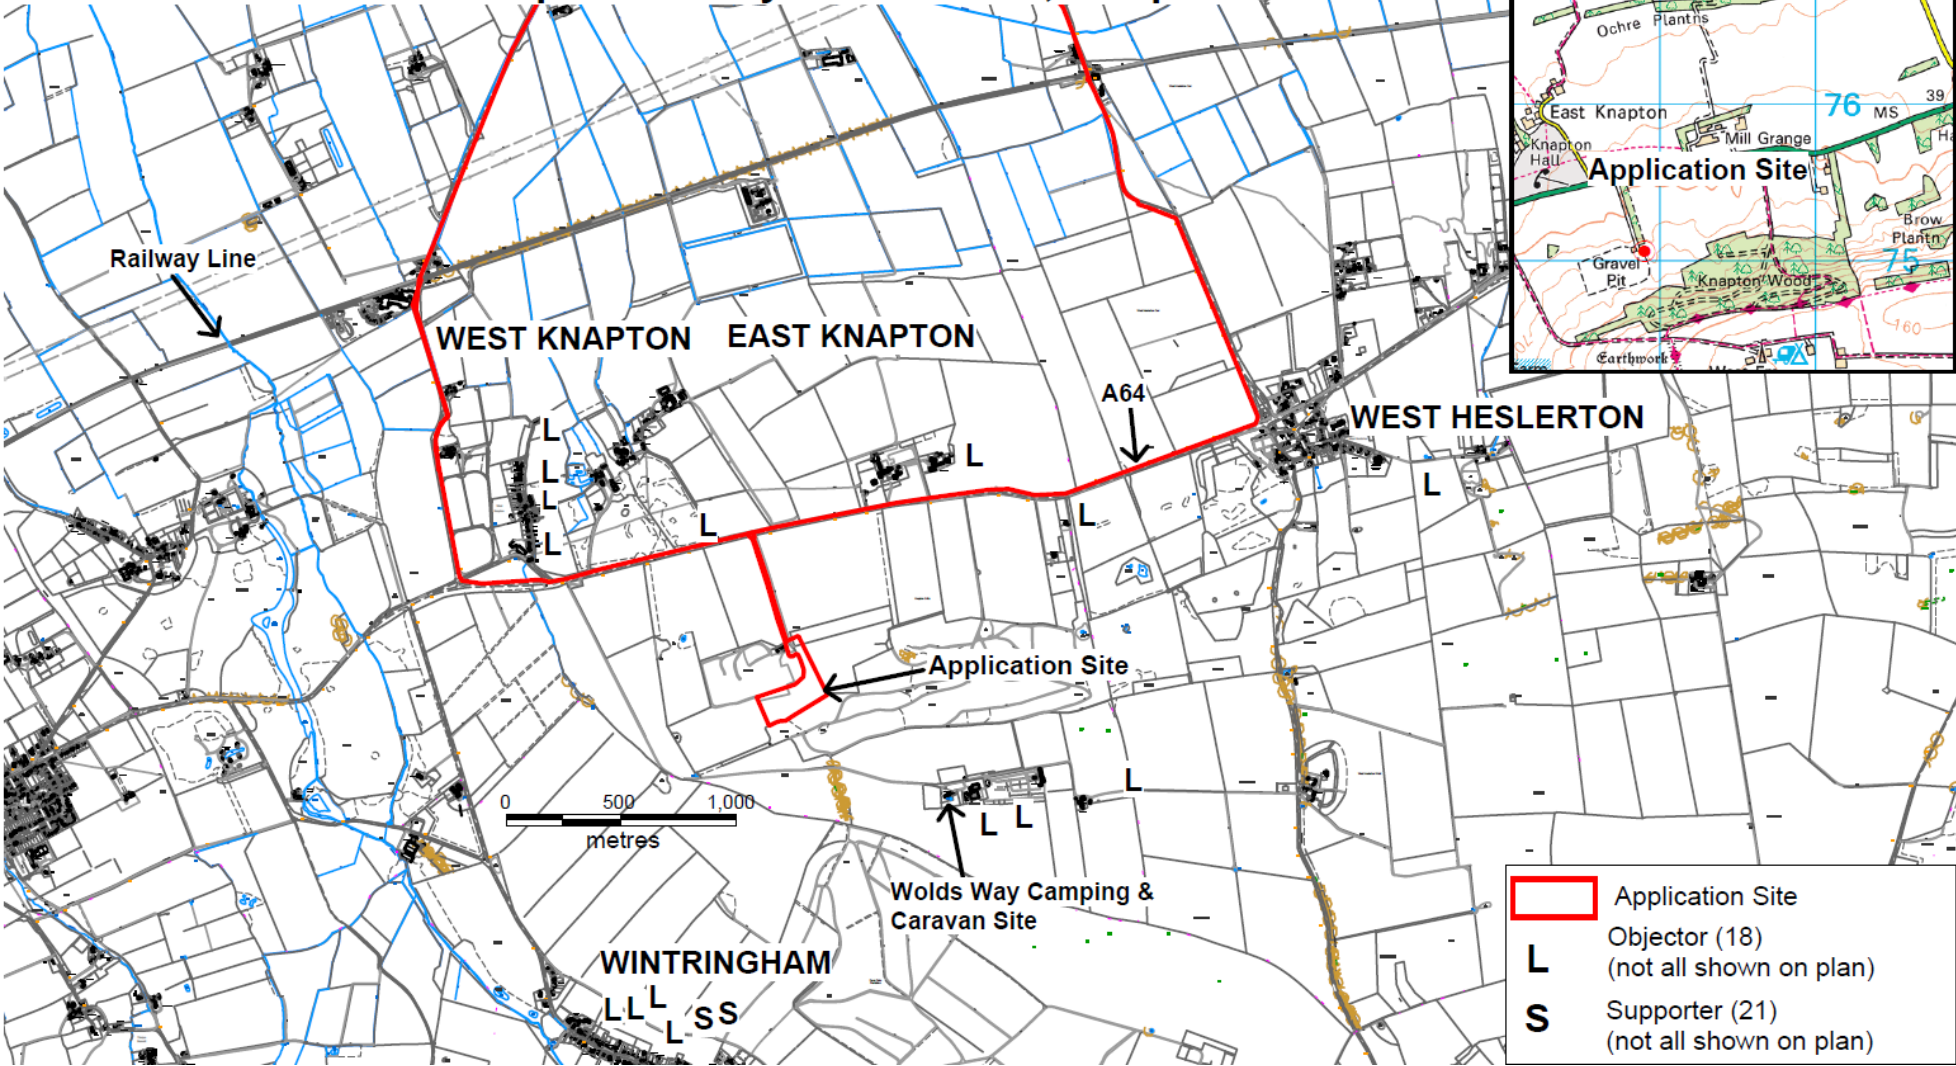 Railway Line
WEST KNAPTON
EAST KNAPTON
A64
WEST HESLERTON
L
L
L
L
L
L
L
L
Application Site
0 500 1,000
metres
L
L
L
Wolds Way Camping &
Caravan Site
WINTRINGHAM
L
L
L
L
S
S
Ochre Plantns
East Knapton
76
MS
39
Knapton
Hall
Mill Grange
Application Site
Brow
Plantn
75
Gravel
Pit
Knapton Wood
160
Earthwork
Application Site
L
Objector (18)
(not all shown on plan)
S
Supporter (21)
(not all shown on plan)